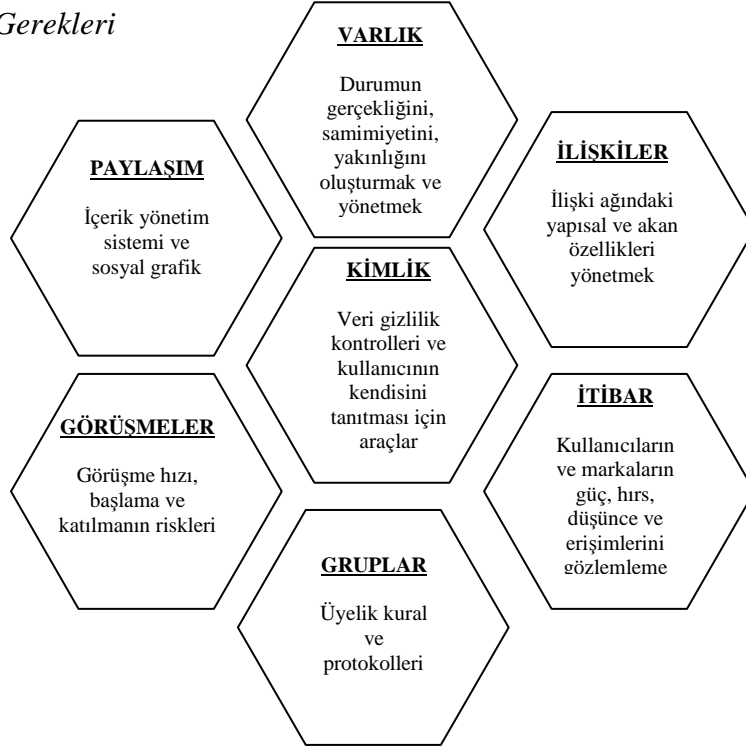 Gerekleri
VARLIK
Durumun
gerçekliğini,
samimiyetini,
yakınlığını
oluşturmak ve
yönetmek
PAYLAŞIM
İçerik yönetim
sistemi ve
sosyal grafik
İLİŞKİLER
İlişki ağındaki
yapısal ve akan
özellikleri
yönetmek
KİMLİK
Veri gizlilik
kontrolleri ve
kullanıcının
kendisini
tanıtması için
araçlar
GÖRÜŞMELER
Görüşme hızı,
başlama ve
katılmanın riskleri
İTİBAR
Kullanıcıların
ve markaların
güç, hırs,
düşünce ve
erişimlerini
gözlemleme
GRUPLAR
Üyelik kural
ve
protokolleri